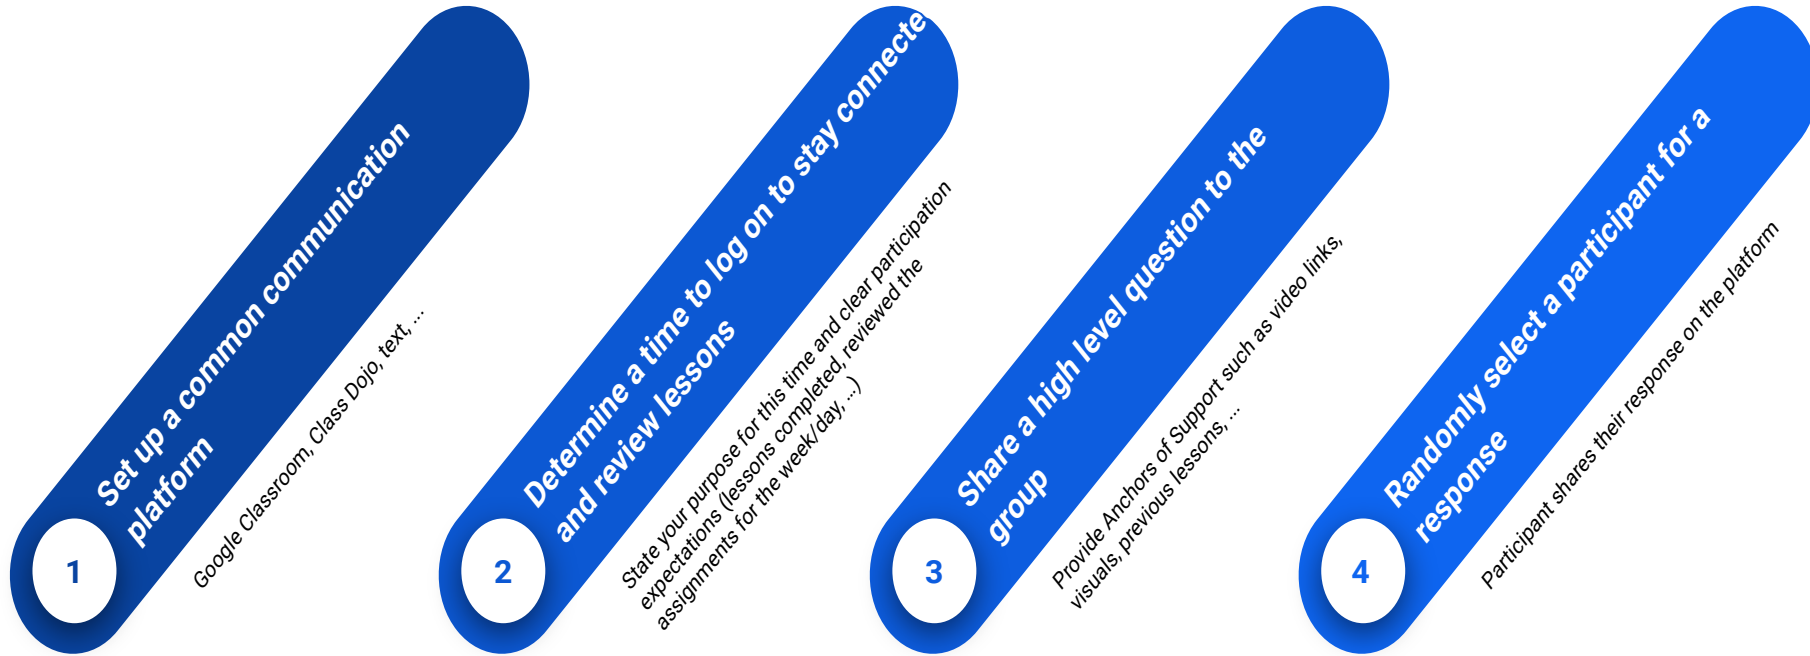 1
Set up a common communication
platform
Google Classroom, Class Dojo, text, ...
2
Determine a time to log on to stay connecte
and review lessons
State your purpose for this time and clear participation
expectations (lessons completed, reviewed the
assignments for the week/day, ...)
3
Share a high level question to the
group
Provide Anchors of Support such as video links,
visuals, previous lessons, ...
4
Randomly select a participant for a
response
Participant shares their response on the platform